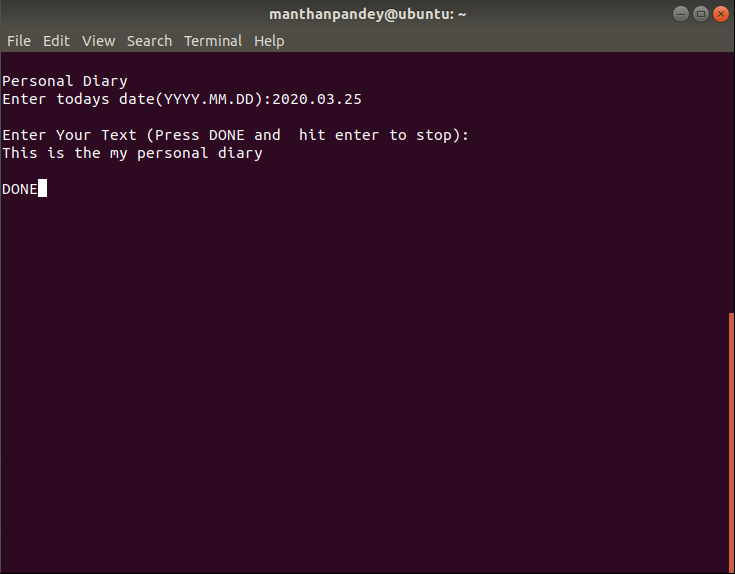 manthanpandey@ubuntu: ~
File Edit View Search Terminal Help
Personal Diary
Enter todays date(YYYY.MM.DD):2020.03.25
Enter Your Text (Press DONE and  hit enter to stop):
This is the my personal diary
DONE